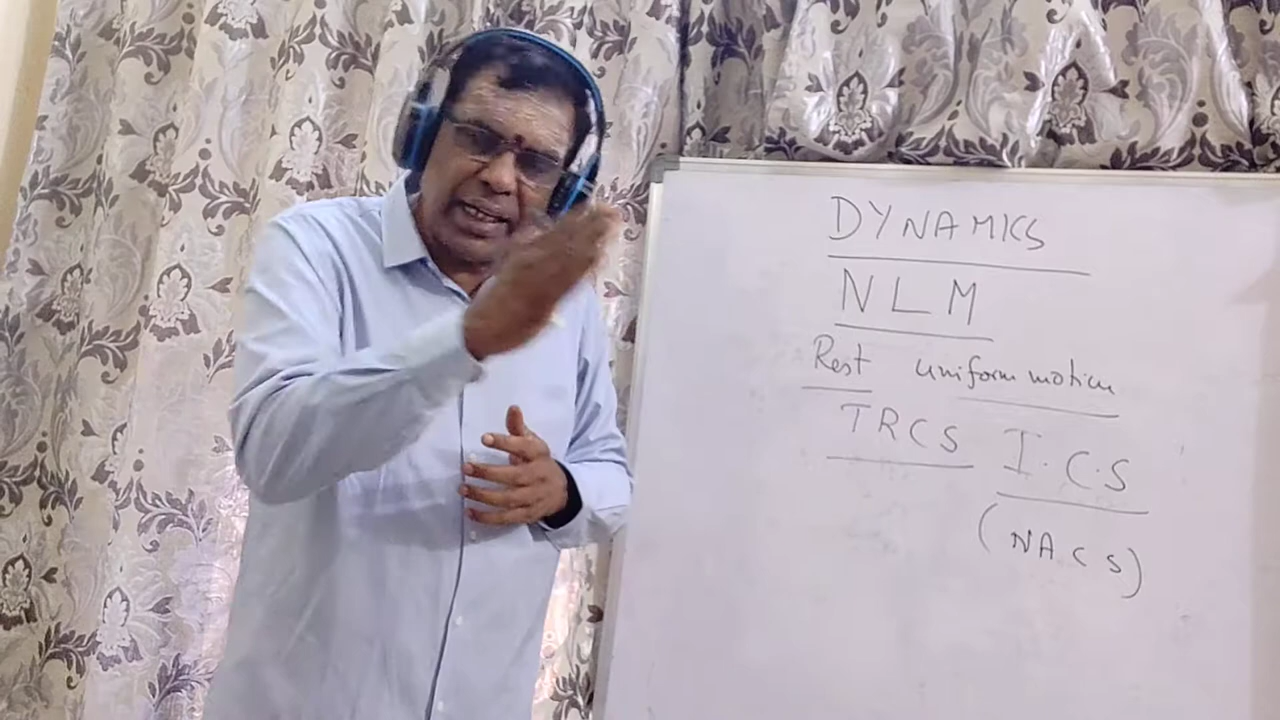 DYNAMICS
NLM
Rest uniform motion
TRCS I.C.S
(NACS)